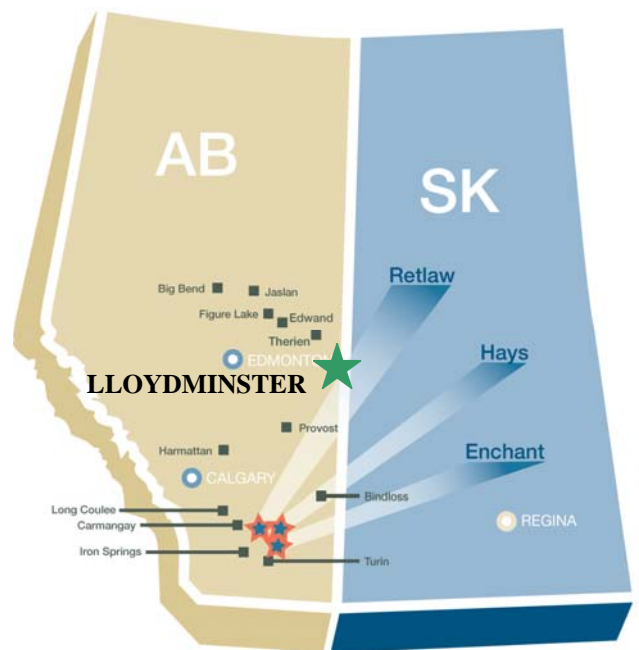 AB
SK
Retlaw
Big Bend
Jaslan
Figure Lake
Edwand
Therien
Hays
EDMONTON
LLOYDMINSTER
Provost
Harmattan
Enchant
CALGARY
Bindloss
Long Coulee
Carmangay
REGINA
Iron Springs
Turin